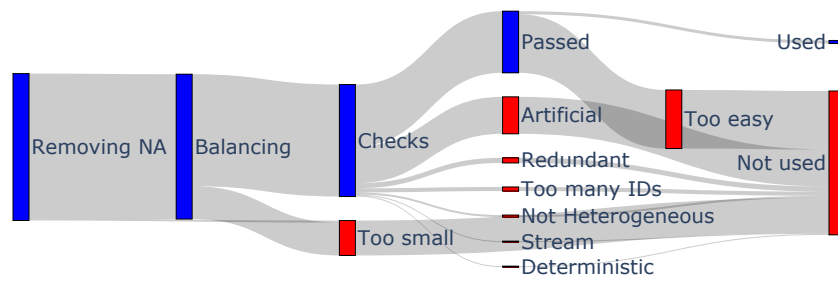 Passed
Used
Artificial
Too easy
Removing NA
Balancing
Checks
Redundant
Not used
Too many IDs
Not Heterogeneous
Too small
Stream
Deterministic